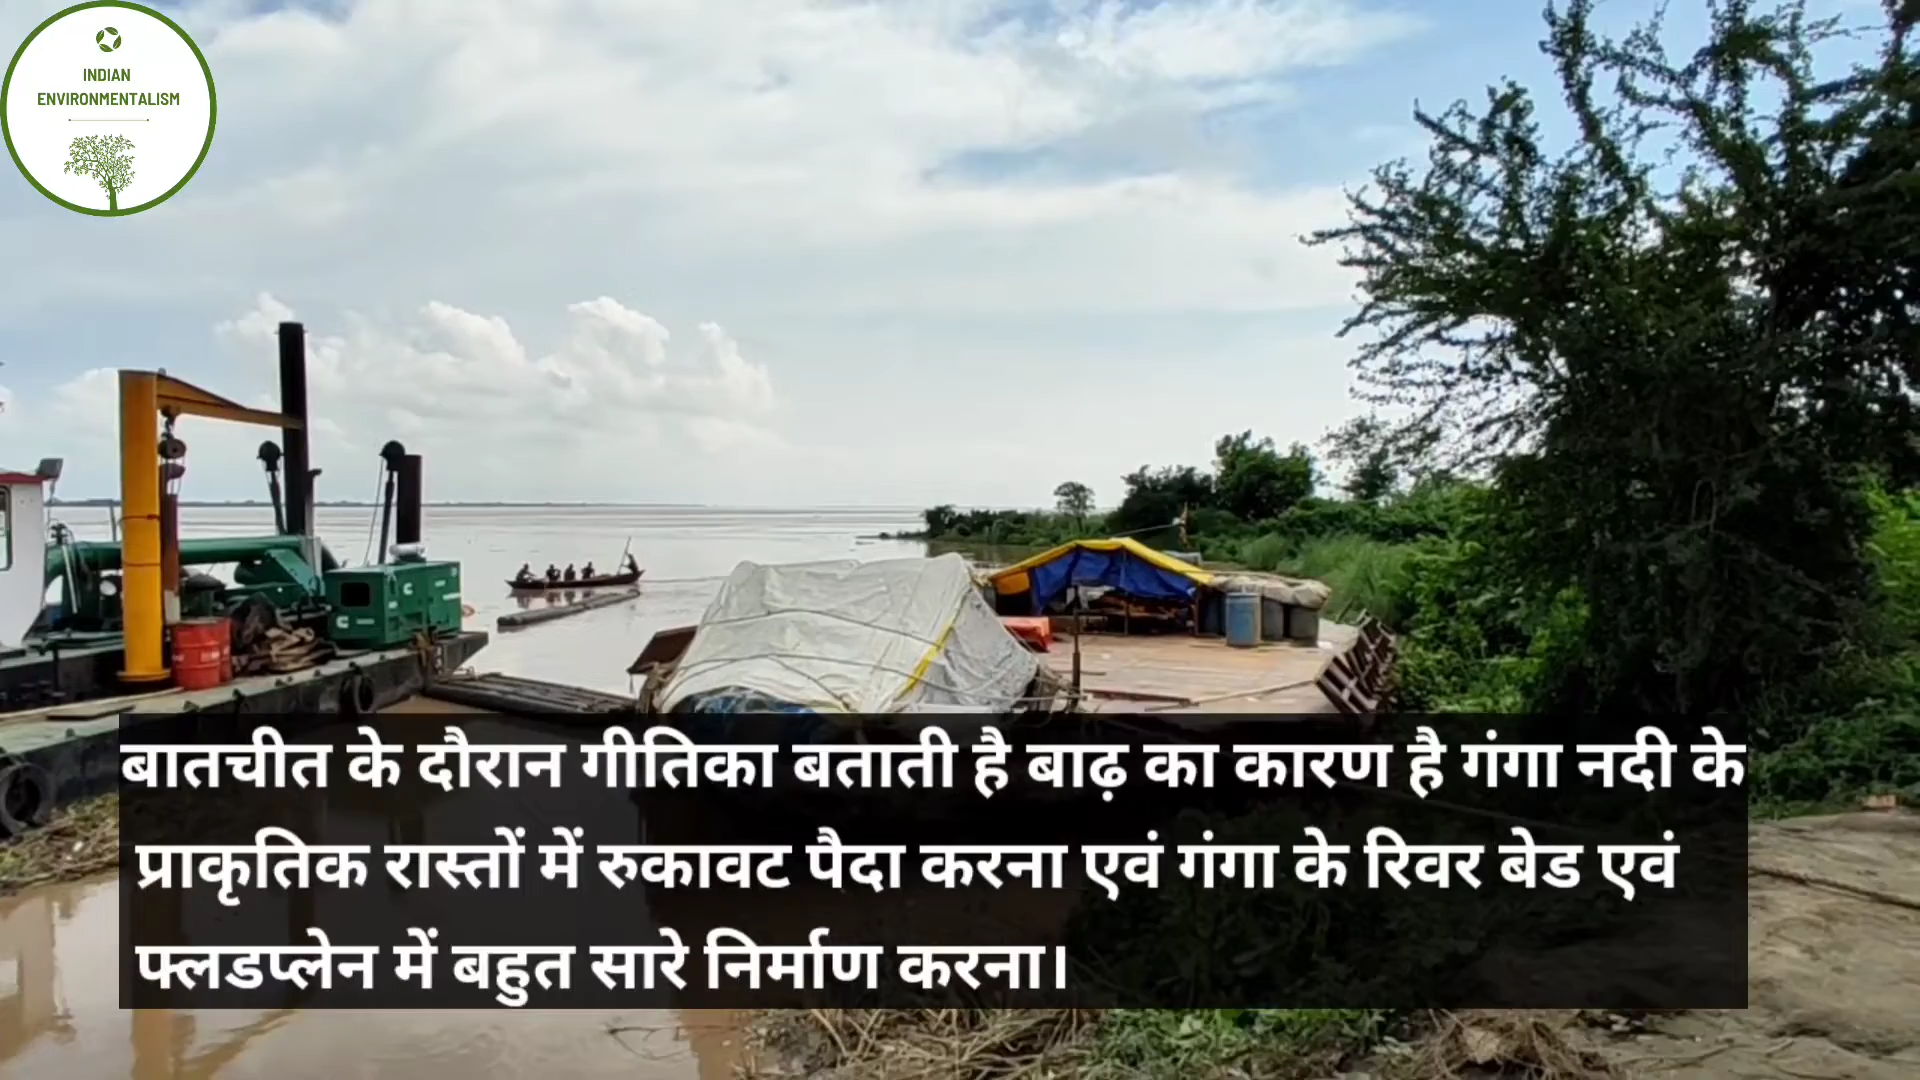 INDIAN
ENVIRONMENTALISM
बातचीत के दौरान गीतिका बताती है बाढ़ का कारण है गंगा नदी के
प्राकृतिक रास्तों में रुकावट पैदा करना एवं गंगा के रिवर बेड एवं
फ्लडप्लेन में बहुत सारे निर्माण करना।